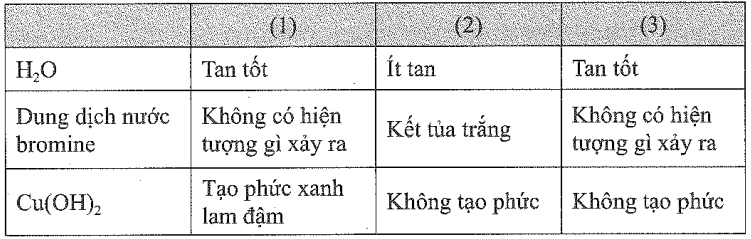 (1) (2) (3)
H₂O Tan tốt Ít tan Tan tốt
Dung dịch nước bromine Không có hiện tượng gì xảy ra Kết tủa trắng Không có hiện tượng gì xảy ra
Cu(OH)₂ Tạo phức xanh lam đậm Không tạo phức Không tạo phức